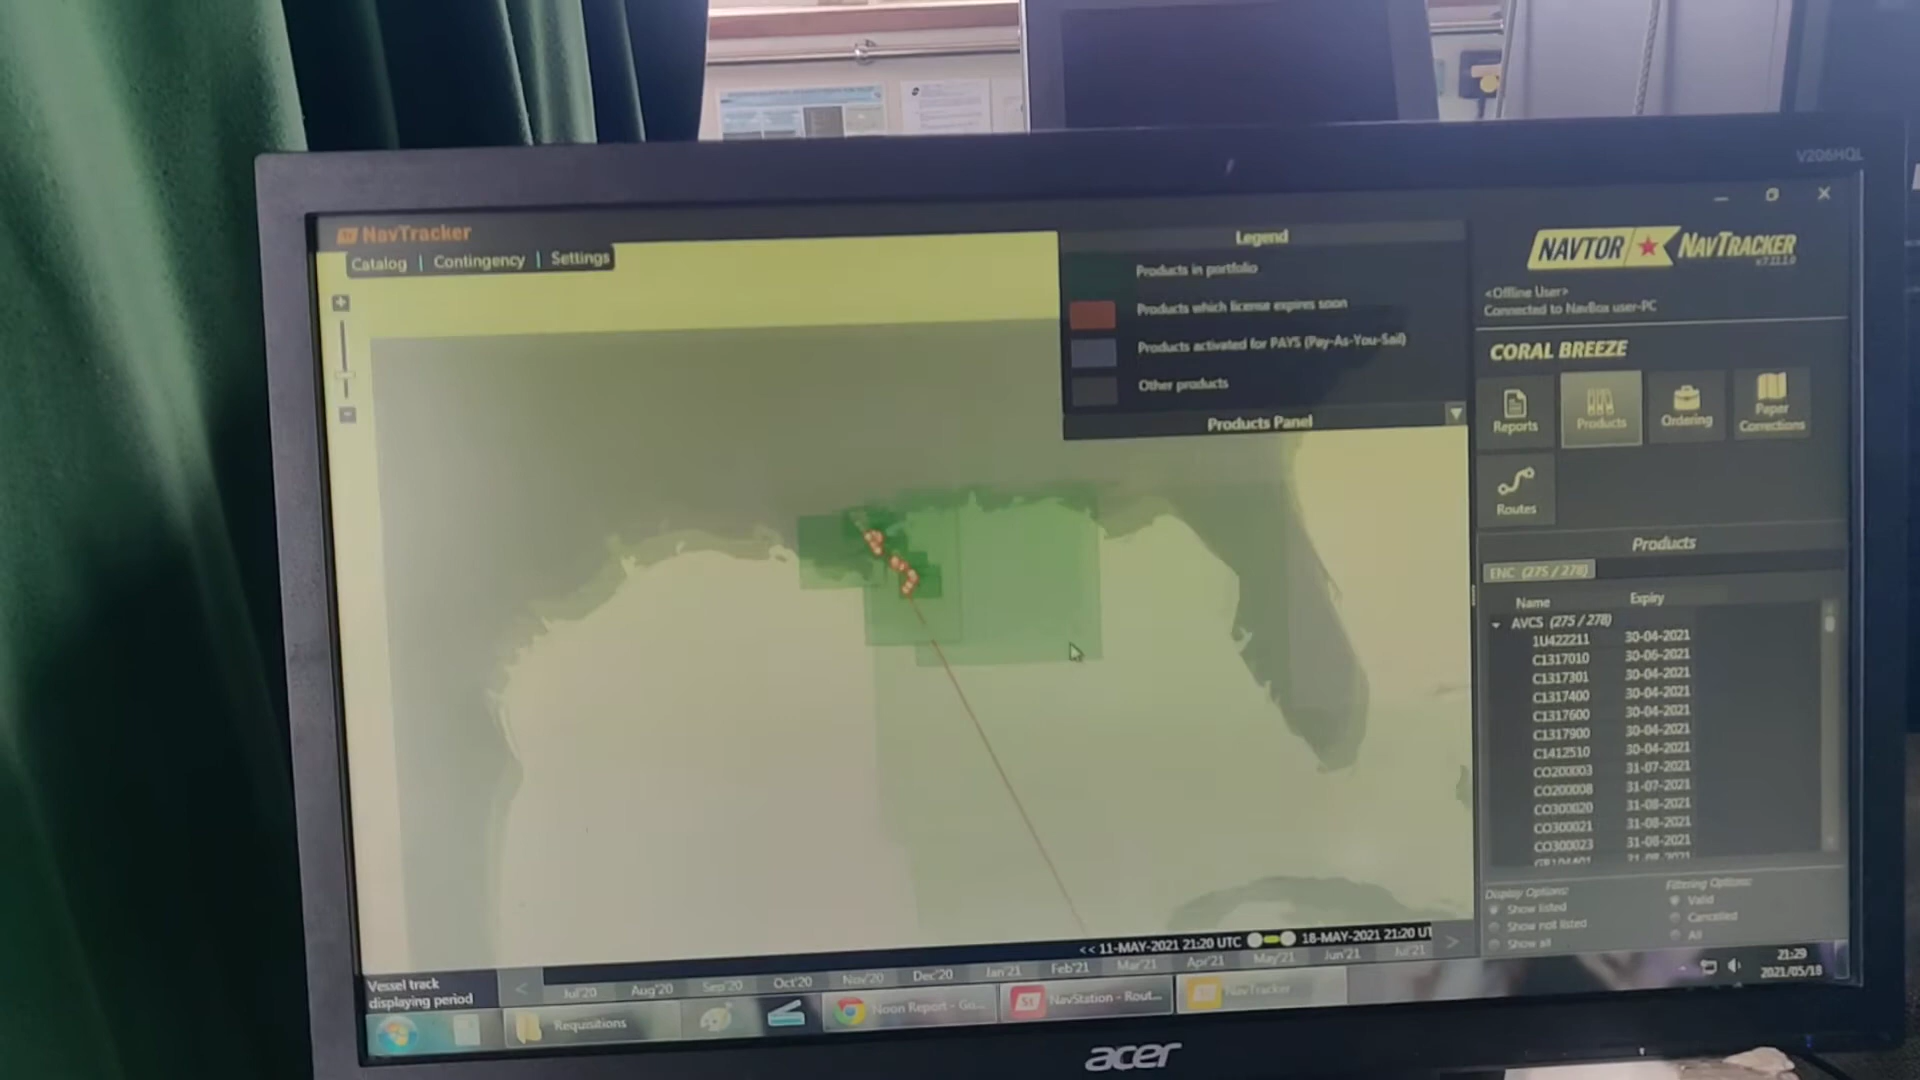 V206HQL
NavTracker
Catalog | Contingency | Settings
Legend
Products in portfolio
Products which license expires soon
Products activated for PAYS (Pay-As-You-Sail)
Other products
Products Panel
NAVTOR NAVTRACKER
<Offline User>
Connected to NavBox user-PC
CORAL BREEZE
Reports
Products
Ordering
Paper Corrections
Routes
Products
ENC (275 / 278)
Name Expiry
AVCS (275 / 278)
1U422211 30-04-2021
C1317010 30-06-2021
C1317301 30-04-2021
C1317400 30-04-2021
C1317600 30-04-2021
C1317900 30-04-2021
C1412510 30-04-2021
CO200003 31-07-2021
CO200008 31-07-2021
CO300020 31-08-2021
CO300021 31-08-2021
CO300023 31-08-2021
Display Options:
Show listed
Show not listed
Show all
Filtering Options:
Valid
Cancelled
All
<< 11-MAY-2021 21:20 UTC 18-MAY-2021 21:20 UT
Vessel track
displaying period
Jul'20 Aug'20 Sep'20 Oct'20 Nov'20 Dec'20 Jan'21 Feb'21 Mar'21 Apr'21 May'21 Jun'21 Jul'21
Requisitions
Noon Report - Go...
NavStation - Rout...
NavTracker
21:29
2021/05/18
acer